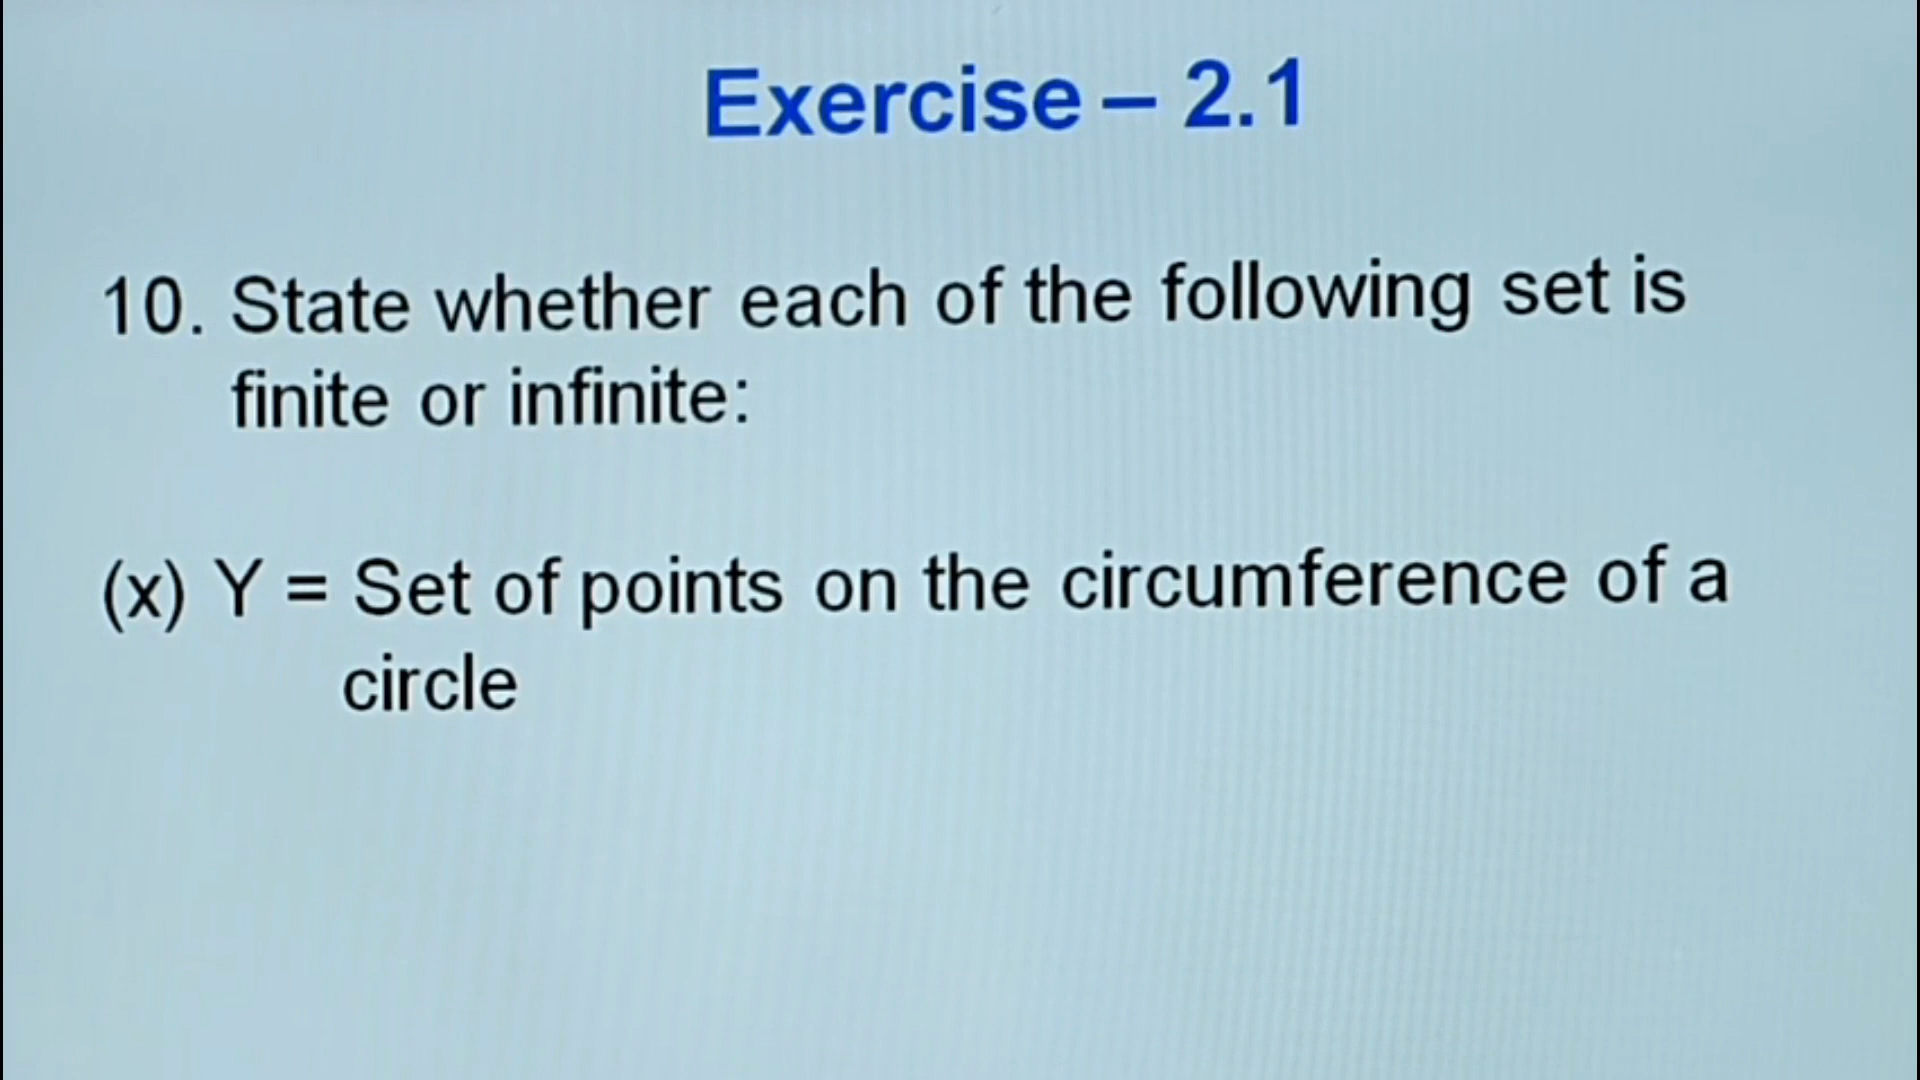 Exercise – 2.1
10. State whether each of the following set is
finite or infinite:
(x) Y = Set of points on the circumference of a
circle